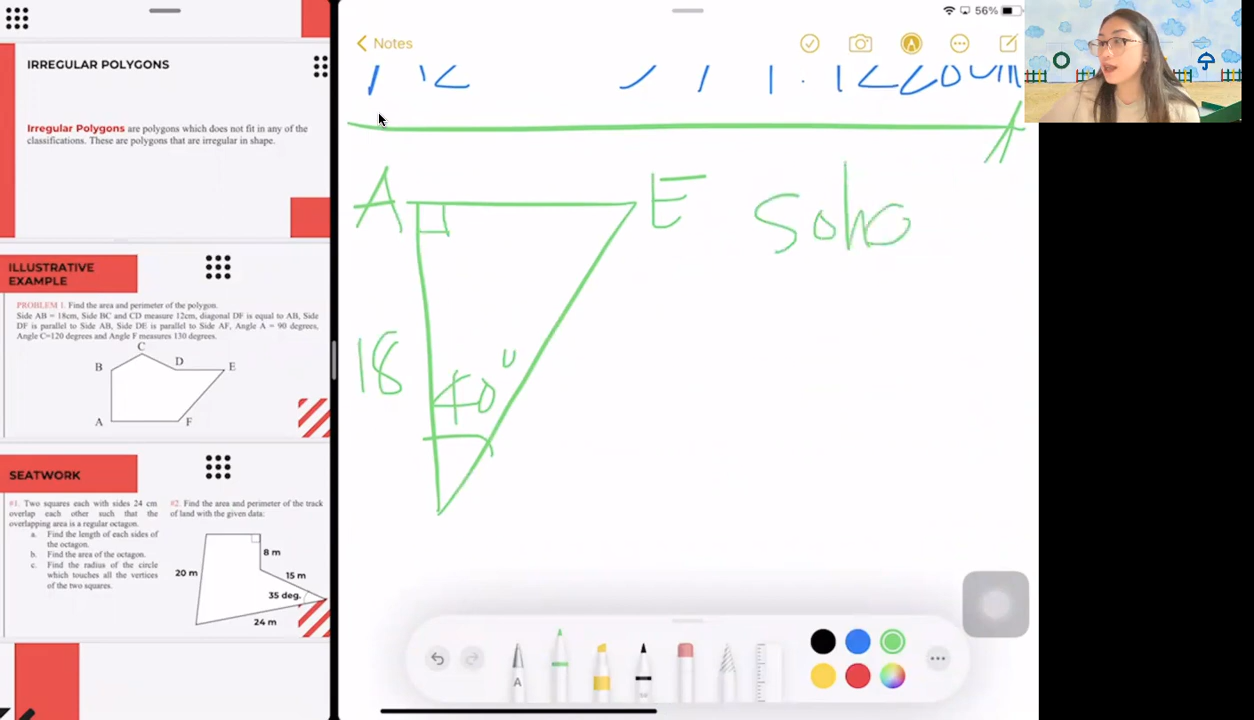 IRREGULAR POLYGONS
Irregular Polygons are polygons which does not fit in any of the
classifications. These are polygons that are irregular in shape.
ILLUSTRATIVE
EXAMPLE
PROBLEM 1. Find the area and perimeter of the polygon.
Side AB = 18cm, Side BC and CD measure 12cm, diagonal DF is equal to AB, Side
DF is parallel to Side AB, Side DE is parallel to Side AF, Angle A = 90 degrees,
Angle C=120 degrees and Angle F measures 130 degrees.
C
B
D
E
A
F
SEATWORK
#1. Two squares each with sides 24 cm
overlap each other such that the
overlapping area is a regular octagon.
a. Find the length of each sides of
the octagon.
b. Find the area of the octagon.
c. Find the radius of the circle
which touches all the vertices
of the two squares.
#2. Find the area and perimeter of the track
of land with the given data:
8 m
20 m
15 m
35 deg.
24 m
Notes
56%
A
E
18
40°
A